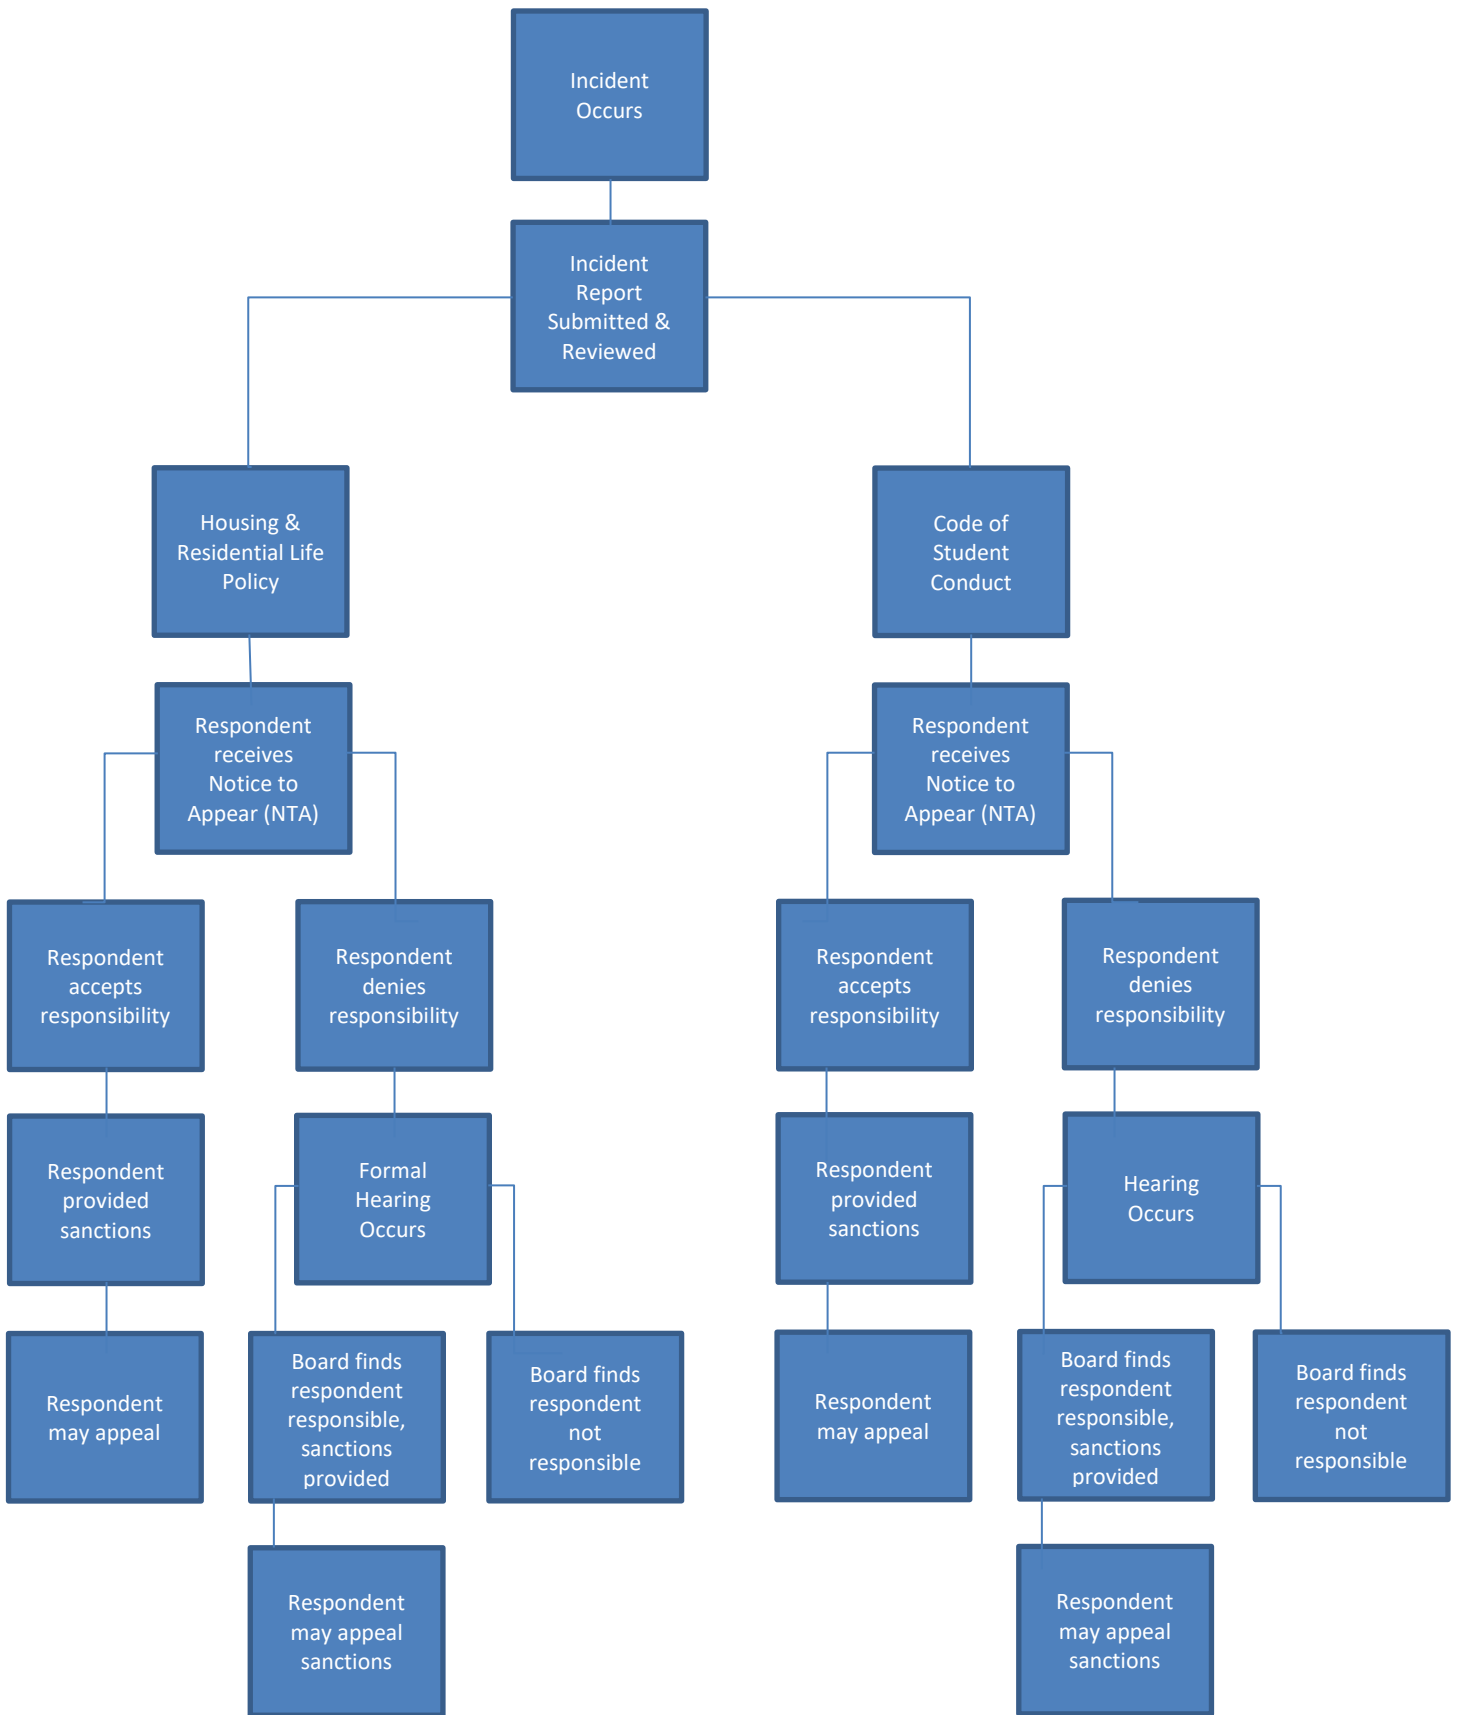 Incident
Occurs
Incident
Report
Submitted &
Reviewed
Housing &
Residential Life
Policy
Code of
Student
Conduct
Respondent
receives
Notice to
Appear (NTA)
Respondent
receives
Notice to
Appear (NTA)
Respondent
accepts
responsibility
Respondent
denies
responsibility
Respondent
accepts
responsibility
Respondent
denies
responsibility
Respondent
provided
sanctions
Formal
Hearing
Occurs
Respondent
provided
sanctions
Hearing
Occurs
Respondent
may appeal
Board finds
respondent
responsible,
sanctions
provided
Board finds
respondent
not
responsible
Respondent
may appeal
Board finds
respondent
responsible,
sanctions
provided
Board finds
respondent
not
responsible
Respondent
may appeal
sanctions
Respondent
may appeal
sanctions